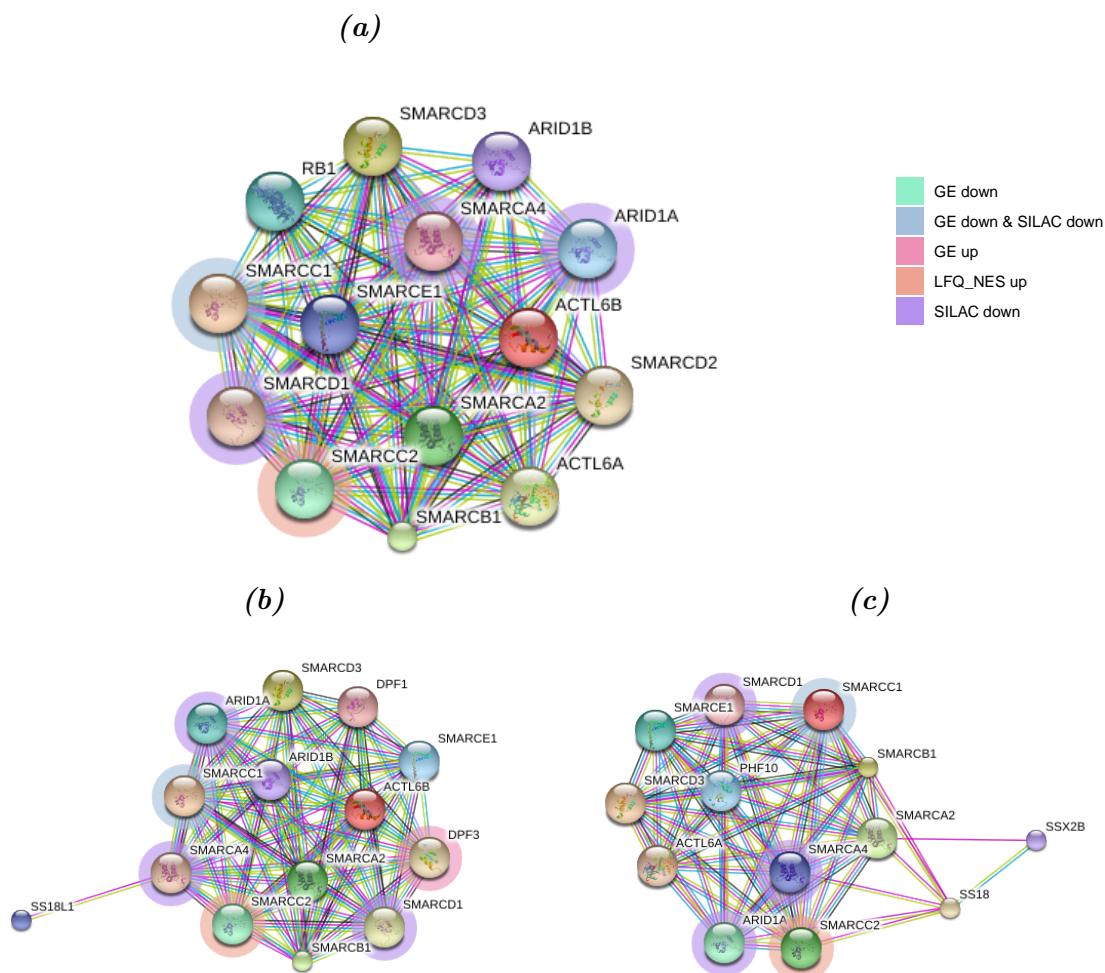 (a)
SMARCD3
ARID1B
RB1
SMARCA4
ARID1A
SMARCC1
SMARCE1
ACTL6B
SMARCD2
SMARCD1
SMARCA2
SMARCC2
ACTL6A
SMARCB1
GE down
GE down & SILAC down
GE up
LFQ_NES up
SILAC down
(b)
SMARCD3
DPF1
ARID1A
SMARCE1
ARID1B
SMARCC1
ACTL6B
DPF3
SMARCA4
SMARCA2
SS18L1
SMARCC2
SMARCD1
SMARCB1
(c)
SMARCD1
SMARCC1
SMARCE1
SMARCB1
PHF10
SMARCD3
SMARCA2
SSX2B
ACTL6A
SMARCA4
SS18
ARID1A
SMARCC2